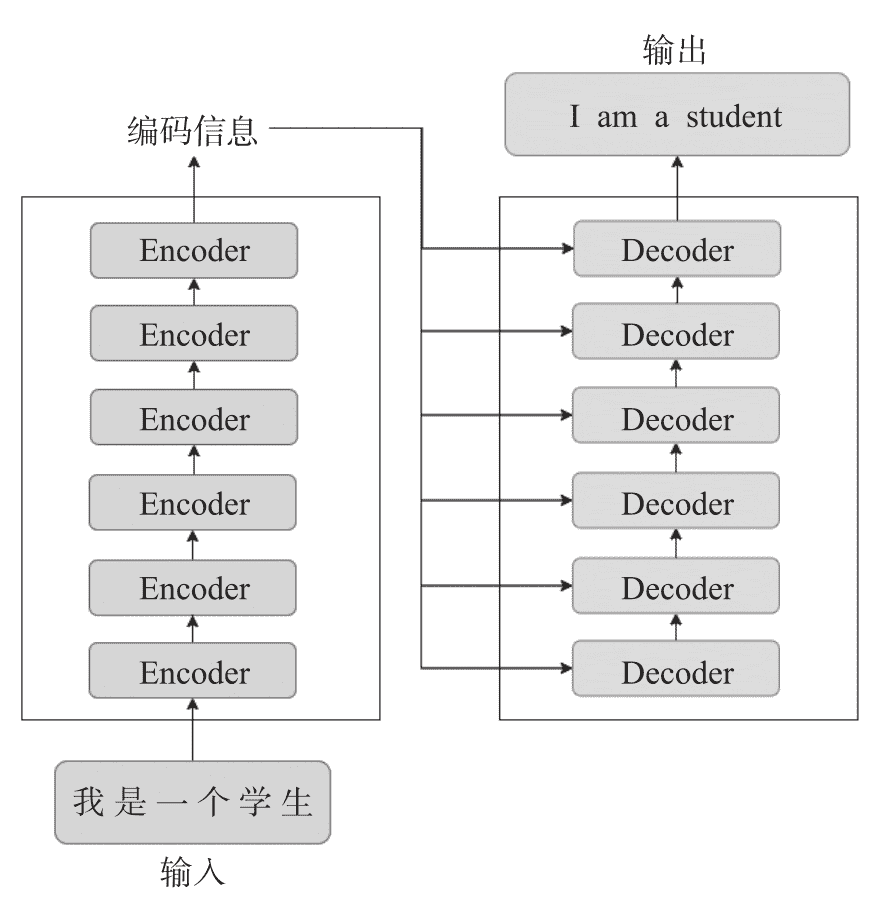 输出
I am a student
编码信息
Encoder
Encoder
Encoder
Encoder
Encoder
Encoder
Decoder
Decoder
Decoder
Decoder
Decoder
Decoder
我是一个学生
输入